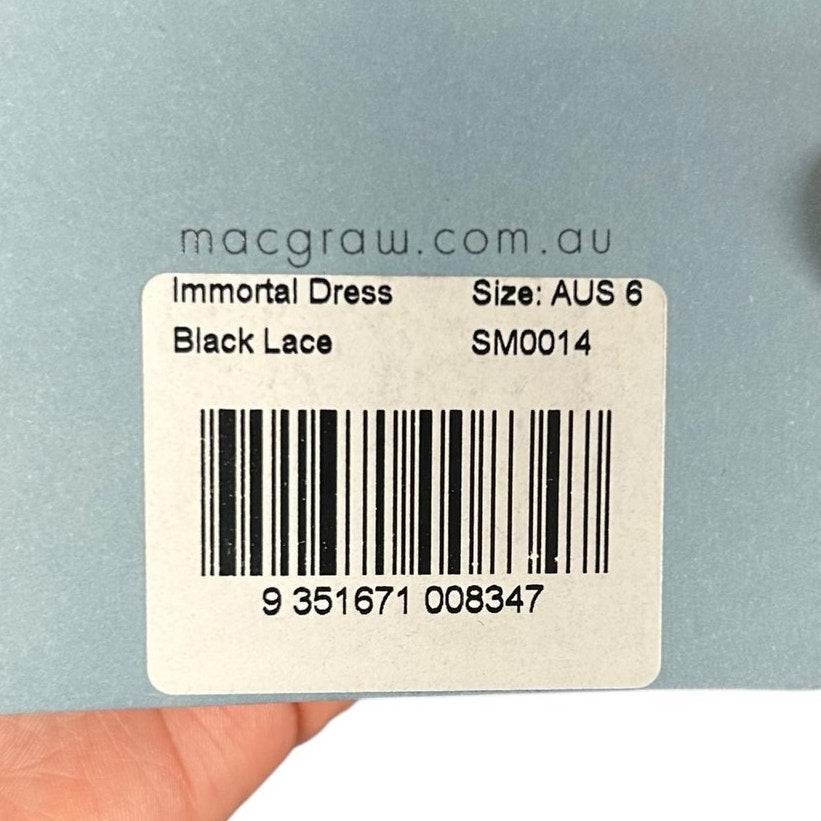 macgraw.com.au
Immortal Dress Size: AUS 6
Black Lace SM0014
9 351671 008347